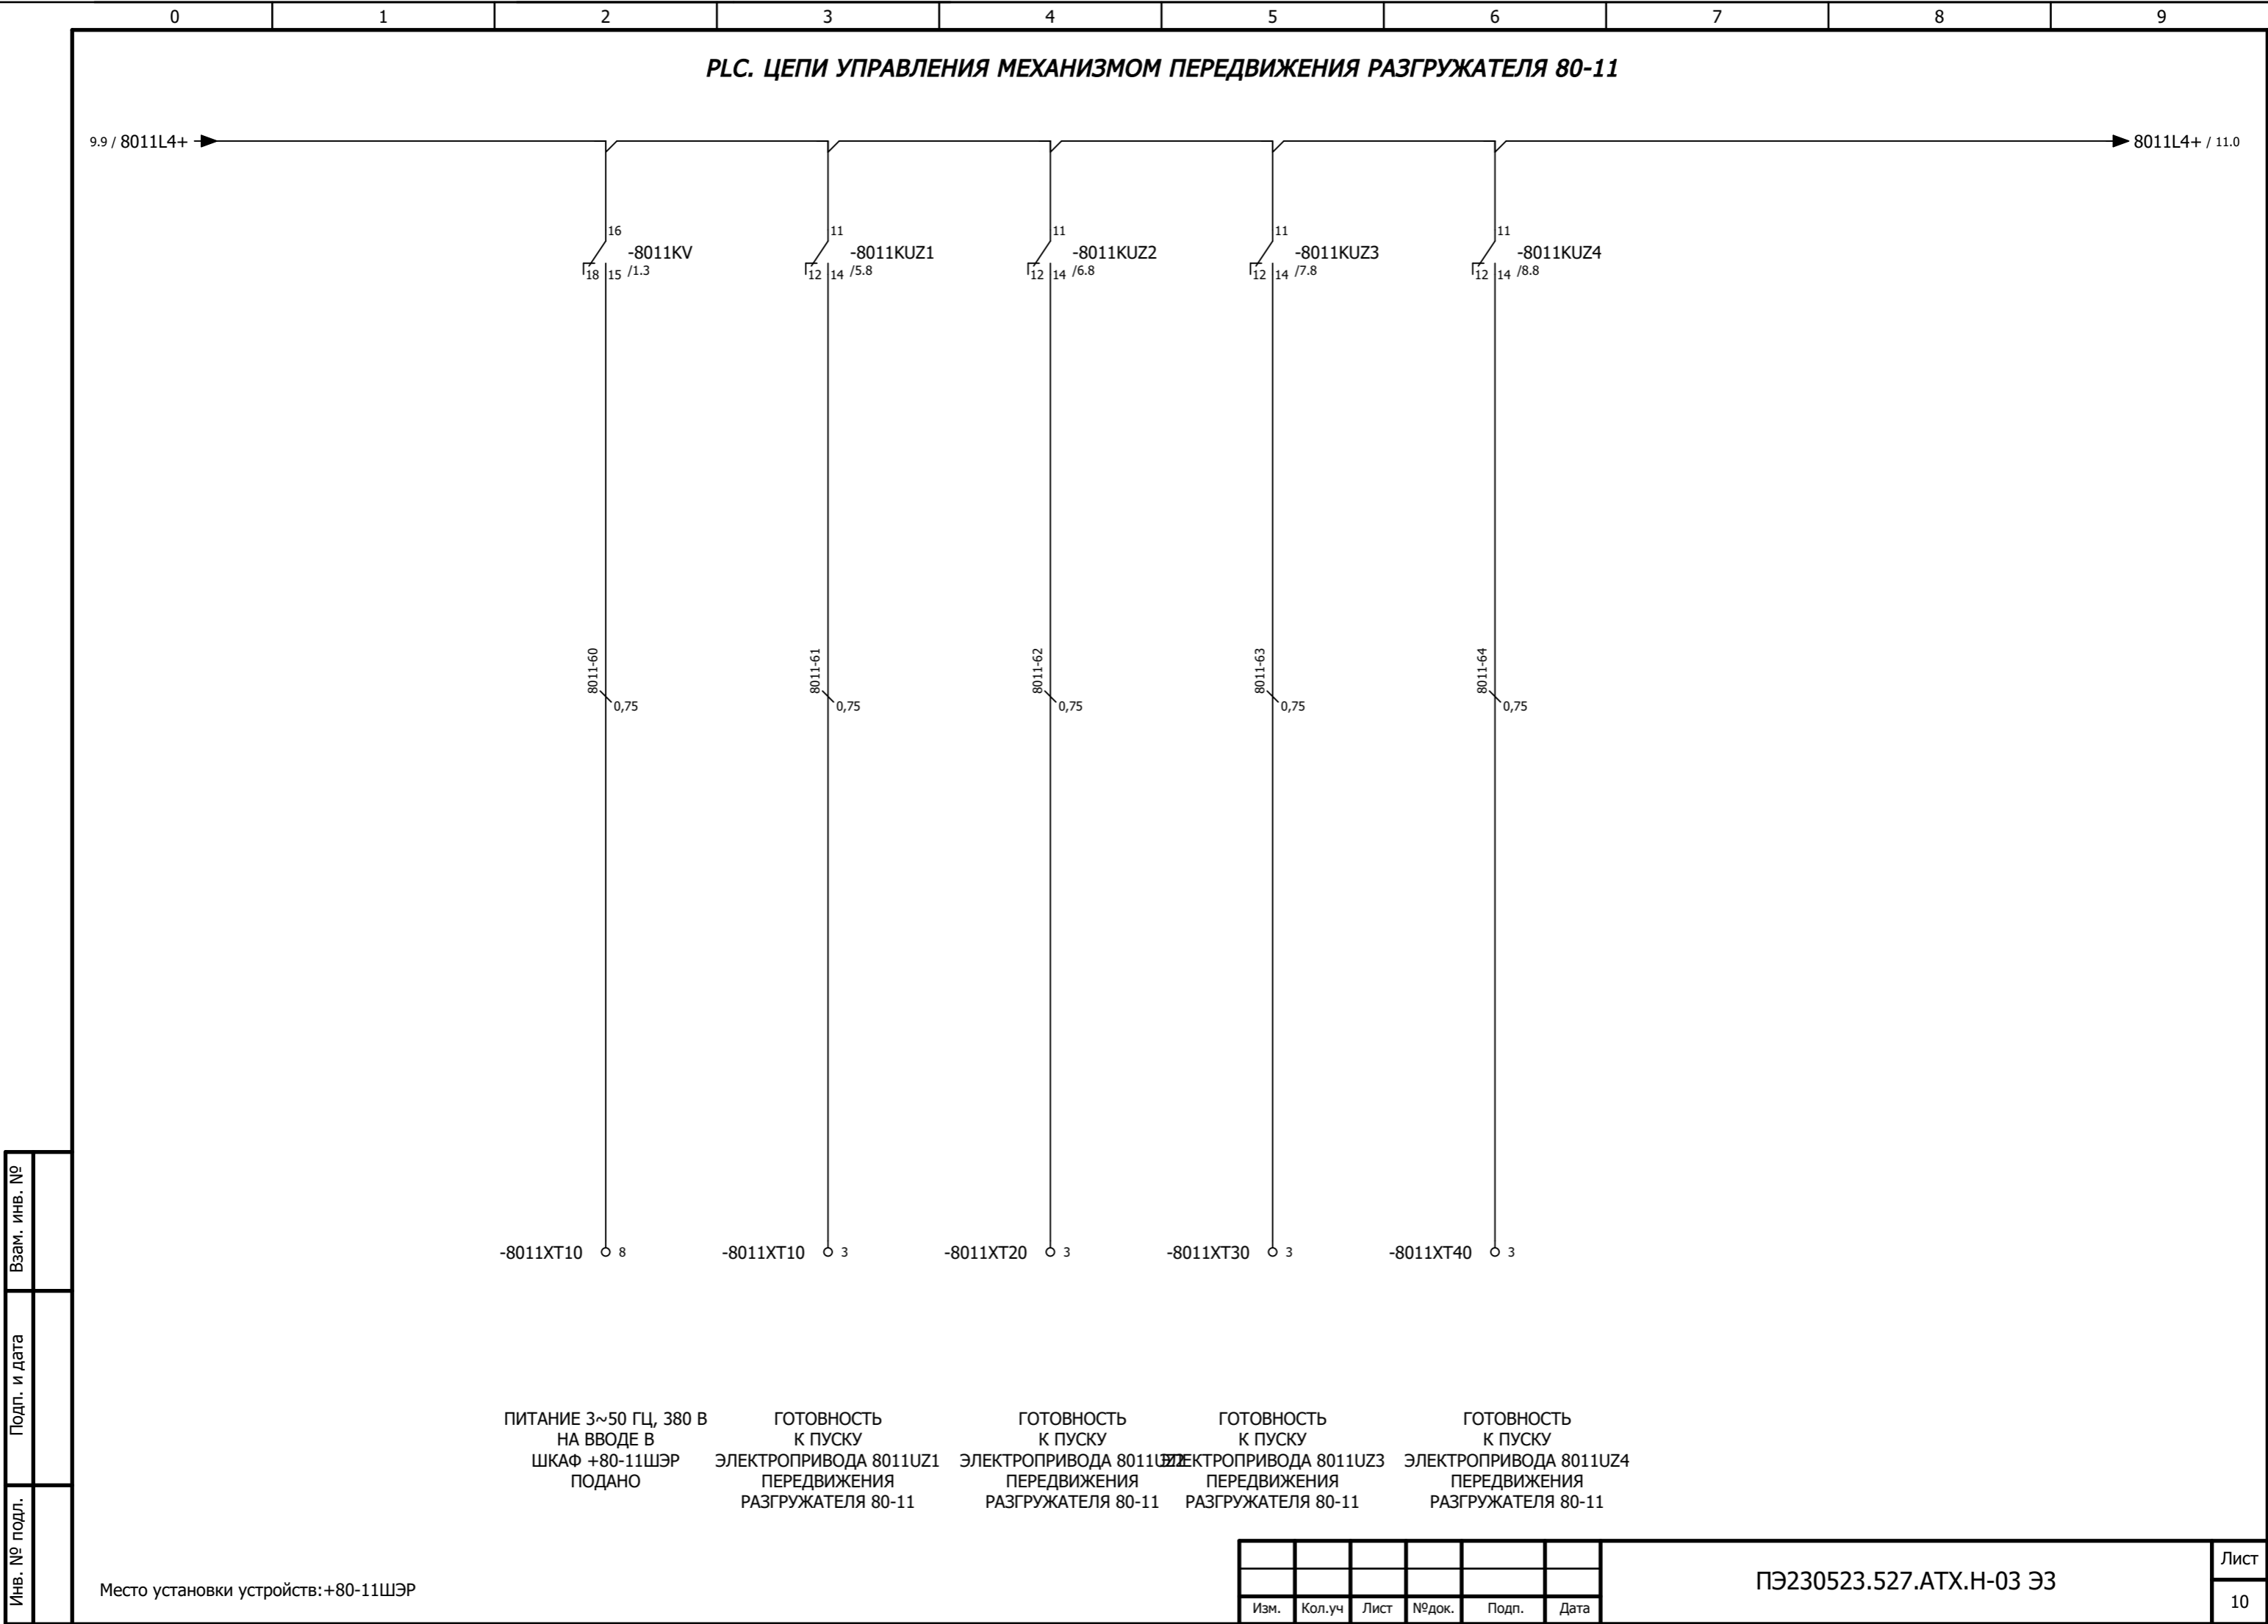 0 1 2 3 4 5 6 7 8 9
PLC. ЦЕПИ УПРАВЛЕНИЯ МЕХАНИЗМОМ ПЕРЕДВИЖЕНИЯ РАЗГРУЖАТЕЛЯ 80-11
9.9 / 8011L4+
8011L4+ / 11.0
16
-8011KV
18 15 /1.3
11
-8011KUZ1
12 14 /5.8
11
-8011KUZ2
12 14 /6.8
11
-8011KUZ3
12 14 /7.8
11
-8011KUZ4
12 14 /8.8
8011-60
0,75
8011-61
0,75
8011-62
0,75
8011-63
0,75
8011-64
0,75
-8011XT10 8
-8011XT10 3
-8011XT20 3
-8011XT30 3
-8011XT40 3
ПИТАНИЕ 3~50 ГЦ, 380 В
НА ВВОДЕ В
ШКАФ +80-11ШЭР
ПОДАНО
ГОТОВНОСТЬ
К ПУСКУ
ЭЛЕКТРОПРИВОДА 8011UZ1
ПЕРЕДВИЖЕНИЯ
РАЗГРУЖАТЕЛЯ 80-11
ГОТОВНОСТЬ
К ПУСКУ
ЭЛЕКТРОПРИВОДА 8011UZ2
ПЕРЕДВИЖЕНИЯ
РАЗГРУЖАТЕЛЯ 80-11
ГОТОВНОСТЬ
К ПУСКУ
ЭЛЕКТРОПРИВОДА 8011UZ3
ПЕРЕДВИЖЕНИЯ
РАЗГРУЖАТЕЛЯ 80-11
ГОТОВНОСТЬ
К ПУСКУ
ЭЛЕКТРОПРИВОДА 8011UZ4
ПЕРЕДВИЖЕНИЯ
РАЗГРУЖАТЕЛЯ 80-11
Взам. инв. №
Подп. и дата
Инв. № подл.
Место установки устройств:+80-11ШЭР
Изм. Кол.уч Лист №док. Подп. Дата
ПЭ230523.527.АТХ.Н-03 Э3
Лист
10